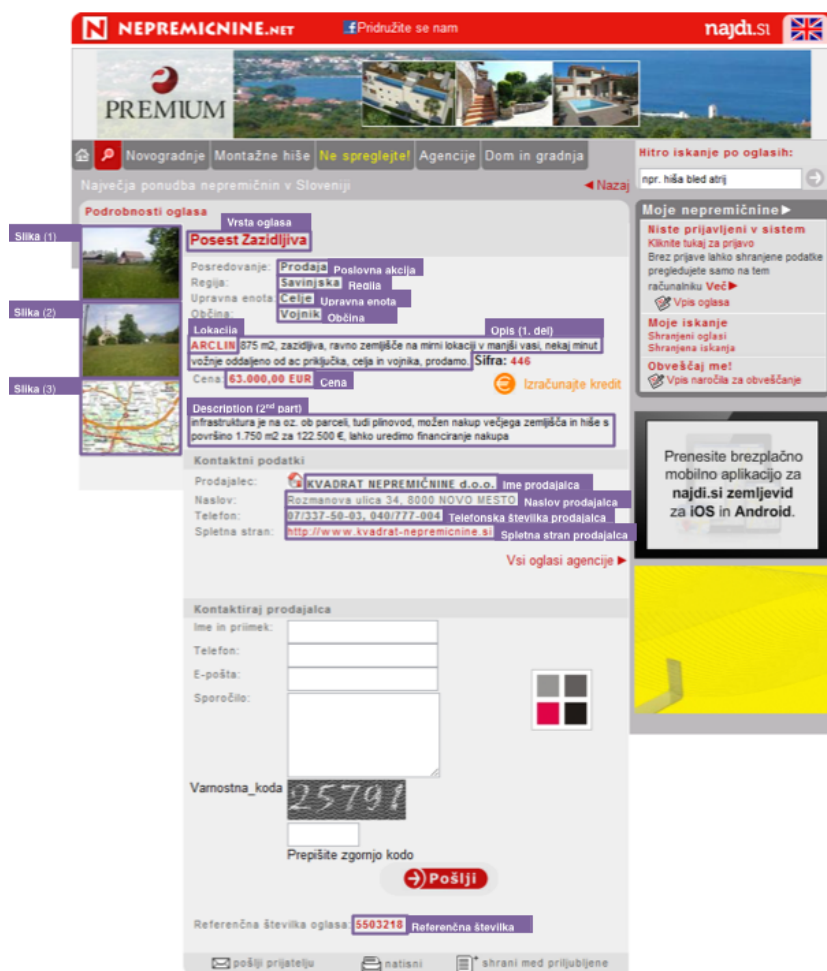 N NEPREMICNINE.NET
f Pridružite se nam
najdi.si
PREMIUM
Novogradnje Montažne hiše Ne spreglejte! Agencije Dom in gradnja
Hitro iskanje po oglasih:
Največja ponudba nepremičnin v Sloveniji
Nazaj
npr. hiša bled atrij
Podrobnosti oglasa
Slika (1)
Vrsta oglasa
Posest Zazidljiva
Posredovanje: Prodaja Poslovna akcija
Regija: Savinjska Regija
Upravna enota: Celje Upravna enota
Občina: Vojnik Občina
Slika (2)
Lokacija
Opis (1. del)
ARCLIN 875 m2, zazidljiva, ravno zemljišče na mirni lokaciji v manjši vasi, nekaj minut
vožnje oddaljeno od ac priključka, celja in vojnika, prodamo. Šifra: 446
Cena: 63.000,00 EUR Cena
Izračunajte kredit
Slika (3)
Description (2nd part)
infrastruktura je na oz. ob parceli, tudi plinovod, možen nakup večjega zemljišča in hiše s
površino 1.750 m2 za 122.500 €, lahko uredimo financiranje nakupa
Kontaktni podatki
Prodajalec: KVADRAT NEPREMIČNINE d.o.o. Ime prodajalca
Naslov: Rozmanova ulica 34, 8000 NOVO MESTO Naslov prodajalca
Telefon: 07/337-50-03, 040/777-004 Telefonska številka prodajalca
Spletna stran: http://www.kvadrat-nepremicnine.si Spletna stran prodajalca
Vsi oglasi agencije
Kontaktiraj prodajalca
Ime in priimek:
Telefon:
E-pošta:
Sporočilo:
Varnostna_koda 25791
Prepišite zgornjo kodo
Pošlji
Referenčna številka oglasa: 5503218 Referenčna številka
pošlji prijatelju natisni shrani med priljubljene
Moje nepremičnine
Niste prijavljeni v sistem
Kliknite tukaj za prijavo
Brez prijave lahko shranjene podatke
pregledujete samo na tem
računalniku Več
Vpis oglasa
Moje iskanje
Shranjeni oglasi
Shranjena iskanja
Obveščaj me!
Vpis naročila za obveščanje
Prenesite brezplačno
mobilno aplikacijo za
najdi.si zemljevid
za iOS in Android.